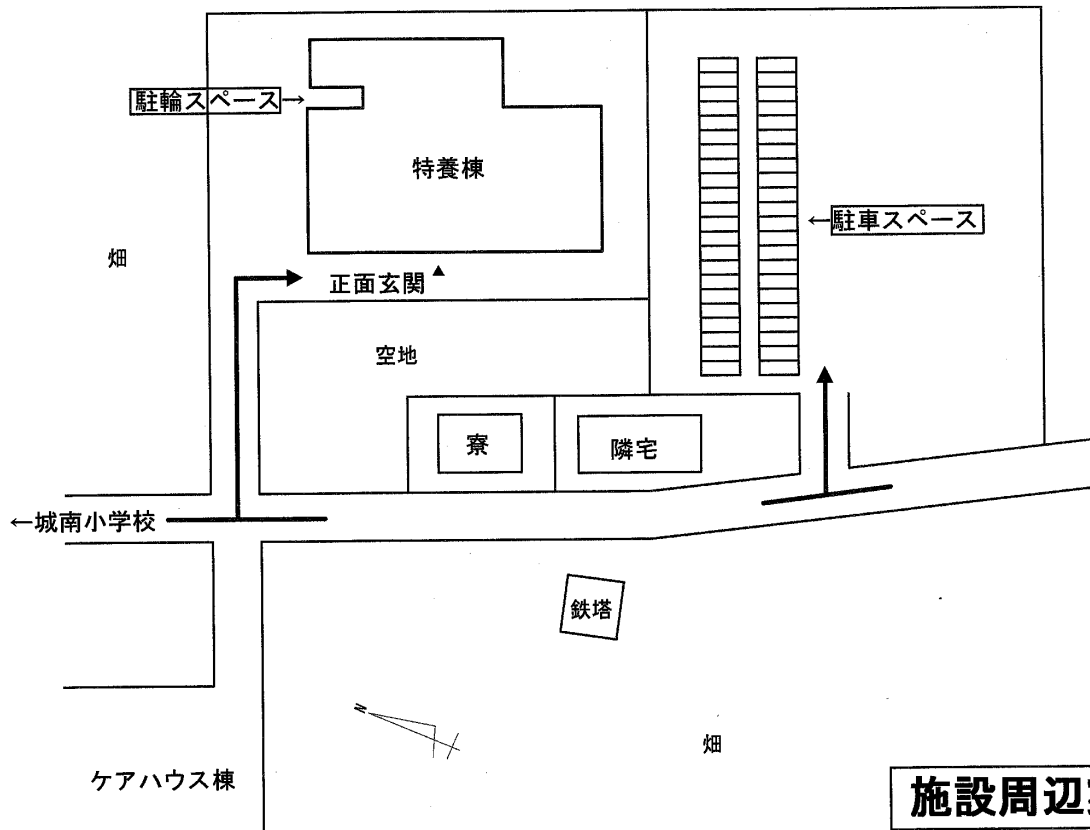 駐輪スペース→
特養棟
←駐車スペース
畑
正面玄関▲
空地
寮
隣宅
←城南小学校
鉄塔
N
畑
ケアハウス棟
施設周辺